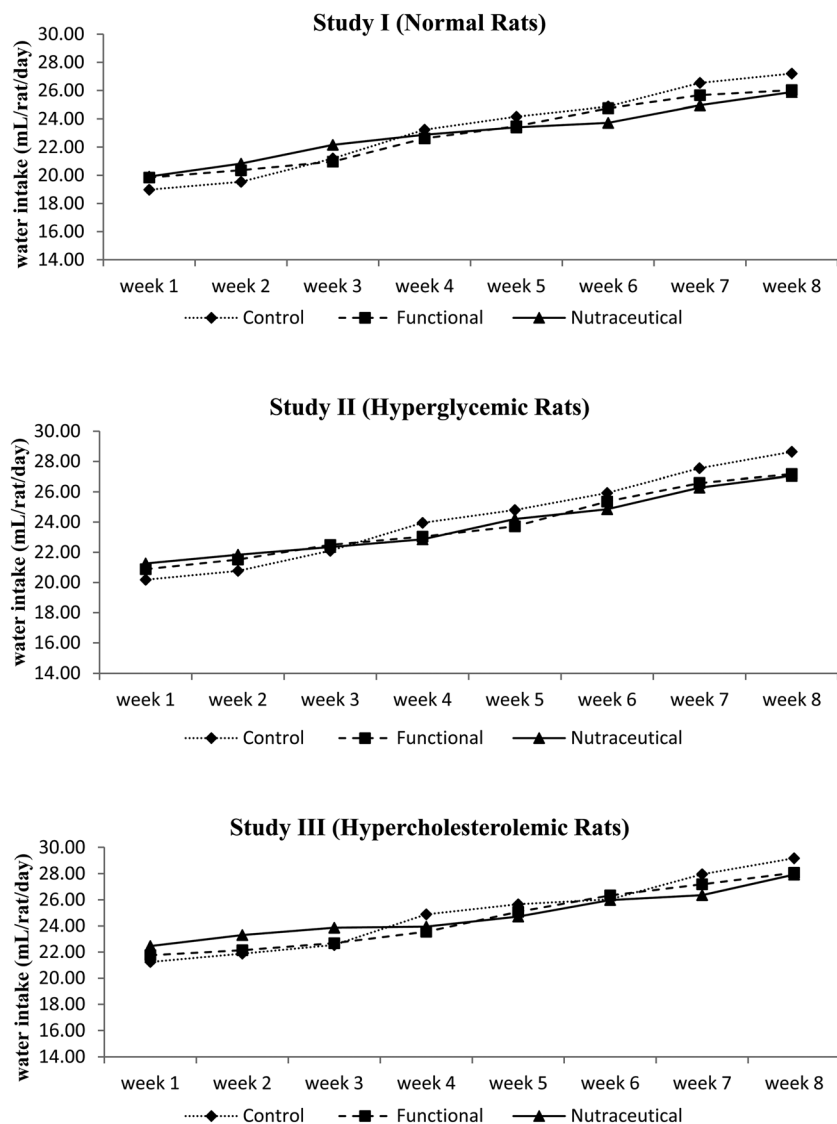 Study I (Normal Rats)
water intake (mL/rat/day)
28.00
26.00
24.00
22.00
20.00
18.00
16.00
14.00
week 1 week 2 week 3 week 4 week 5 week 6 week 7 week 8
Control Functional Nutraceutical
Study II (Hyperglycemic Rats)
water intake (mL/rat/day)
30.00
28.00
26.00
24.00
22.00
20.00
18.00
16.00
14.00
week 1 week 2 week 3 week 4 week 5 week 6 week 7 week 8
Control Functional Nutraceutical
Study III (Hypercholesterolemic Rats)
water intake (mL/rat/day)
30.00
28.00
26.00
24.00
22.00
20.00
18.00
16.00
14.00
week 1 week 2 week 3 week 4 week 5 week 6 week 7 week 8
Control Functional Nutraceutical